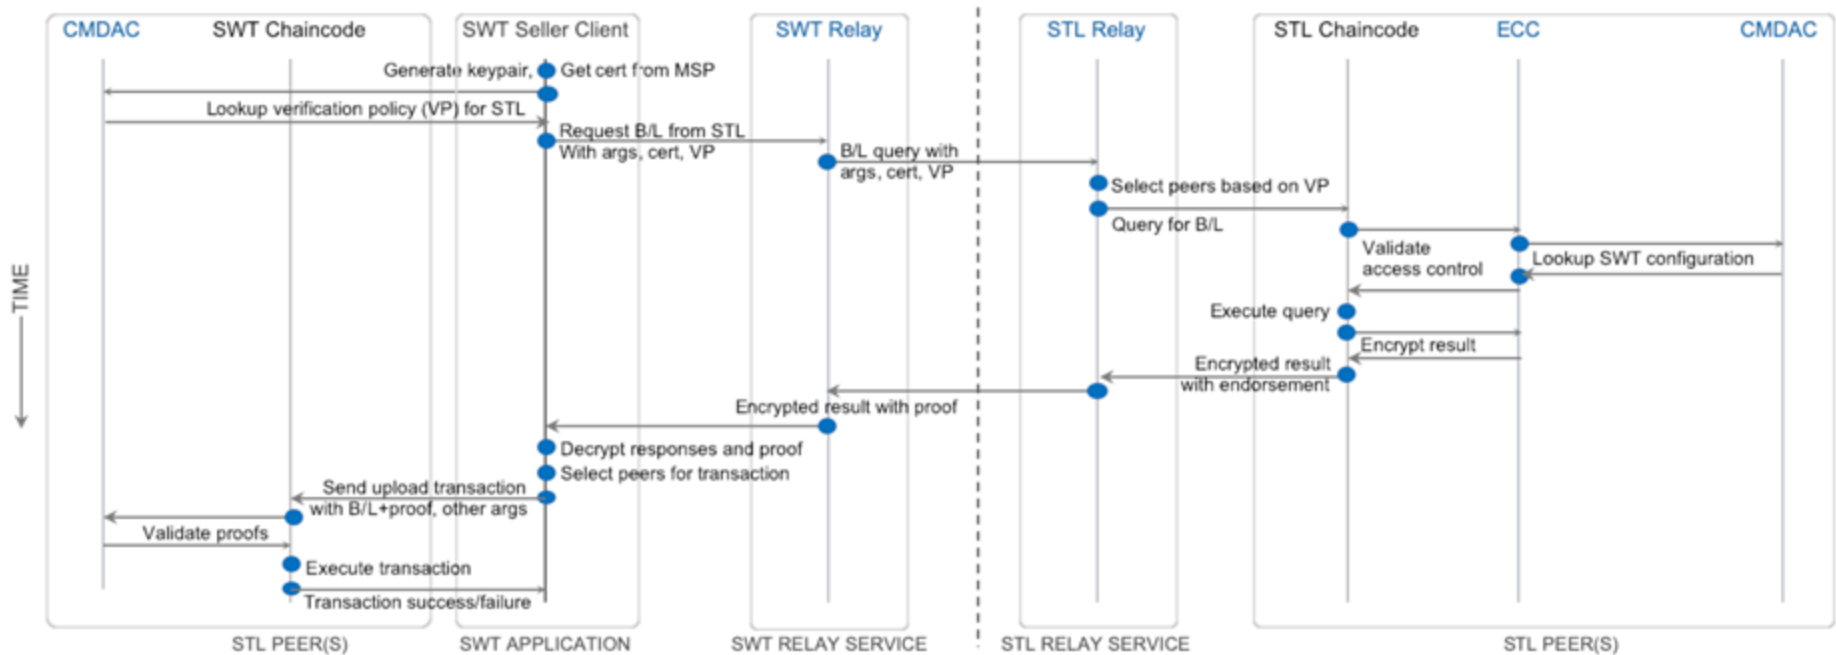 CMDAC
SWT Chaincode
SWT Seller Client
SWT Relay
STL Relay
STL Chaincode
ECC
CMDAC
Generate keypair, Get cert from MSP
Lookup verification policy (VP) for STL
Request B/L from STL
With args, cert, VP
B/L query with
args, cert, VP
Select peers based on VP
Query for B/L
Validate
access control
Lookup SWT configuration
Execute query
Encrypt result
Encrypted result
with endorsement
Encrypted result with proof
Decrypt responses and proof
Select peers for transaction
Send upload transaction
with B/L+proof, other args
Validate proofs
Execute transaction
Transaction success/failure
TIME
STL PEER(S)
SWT APPLICATION
SWT RELAY SERVICE
STL RELAY SERVICE
STL PEER(S)